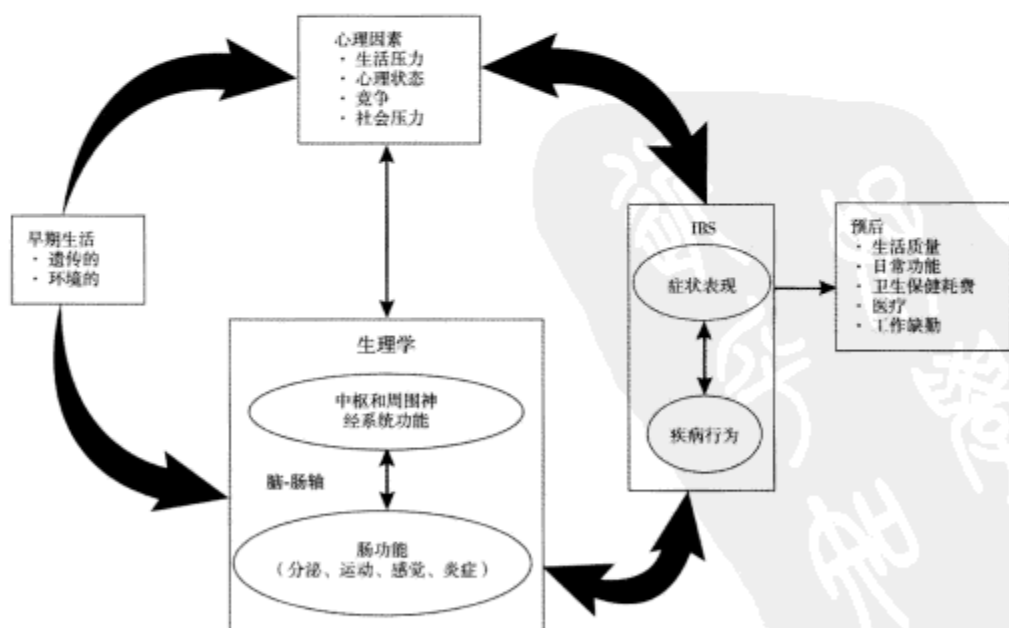 心理因素
· 生活压力
· 心理状态
· 竞争
· 社会压力
早期生活
· 遗传的
· 环境的
IBS
症状表现
疾病行为
预后
· 生活质量
· 日常功能
· 卫生保健耗费
· 医疗
· 工作缺勤
生理学
中枢和周围神
经系统功能
脑-肠轴
肠功能
（分泌、运动、感觉、炎症）